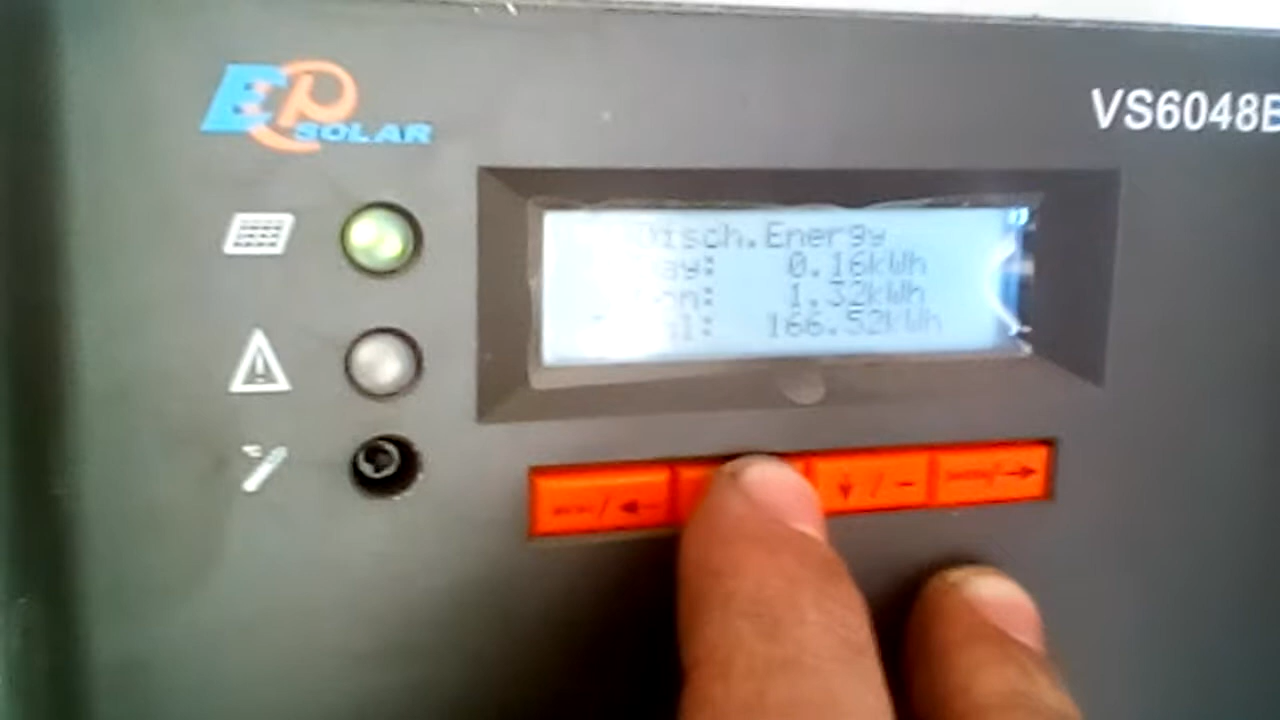 EP SOLAR
VS6048B
Disch.Energy
0.16kWh
1.32kWh
166.52kWh